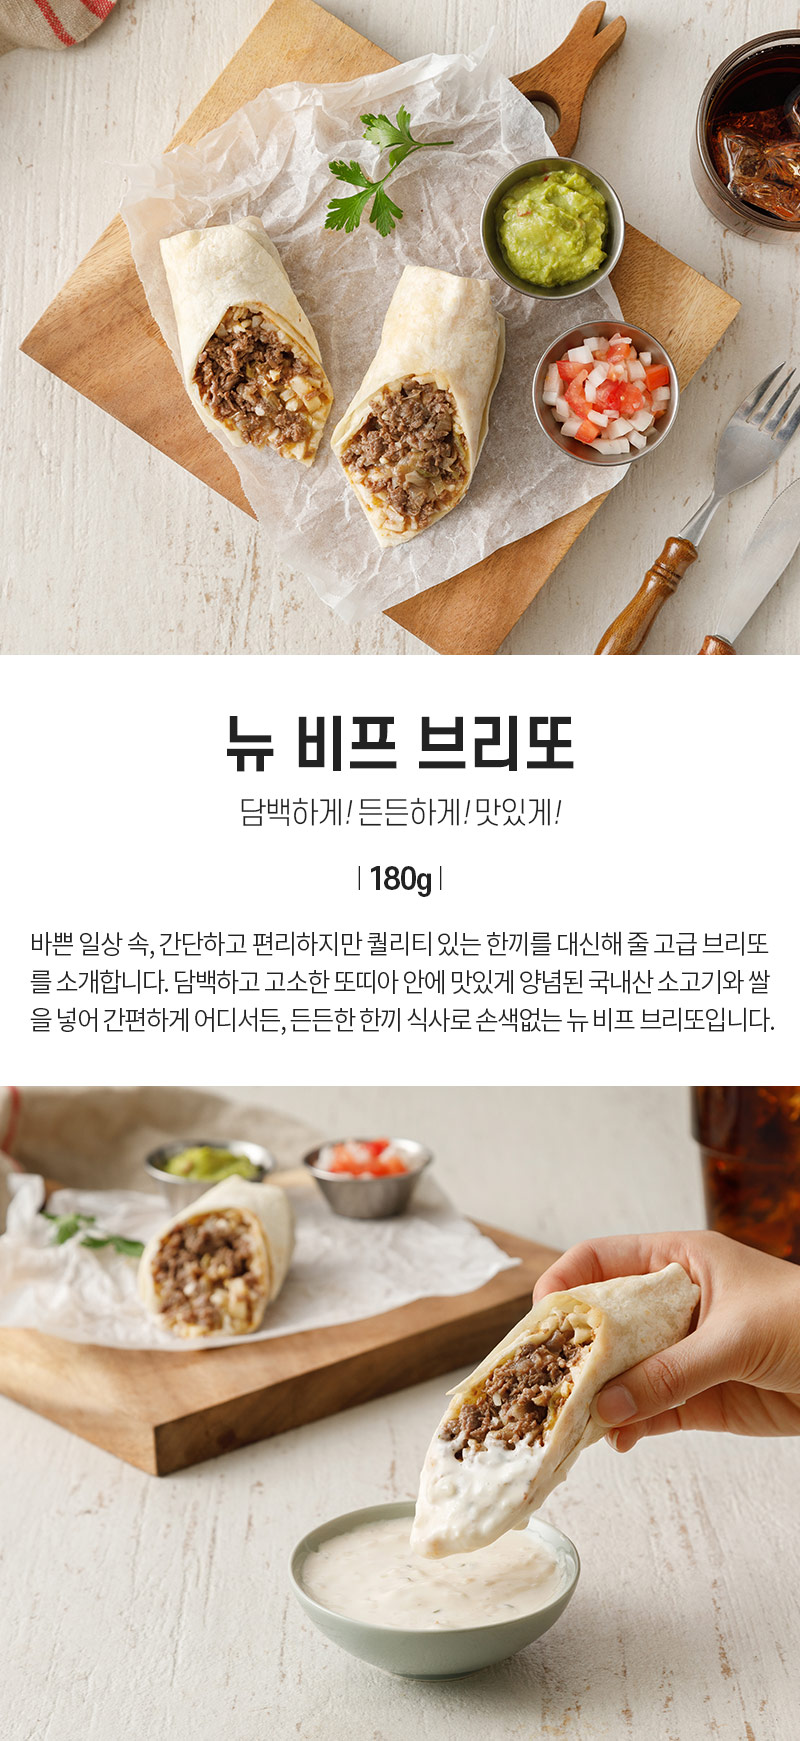 뉴 비프 브리또
담백하게! 든든하게! 맛있게!
| 180g |
바쁜 일상 속, 간단하고 편리하지만 퀄리티 있는 한끼를 대신해 줄 고급 브리또
를 소개합니다. 담백하고 고소한 또띠아 안에 맛있게 양념된 국내산 소고기와 쌀
을 넣어 간편하게 어디서든, 든든한 한끼 식사로 손색없는 뉴 비프 브리또입니다.